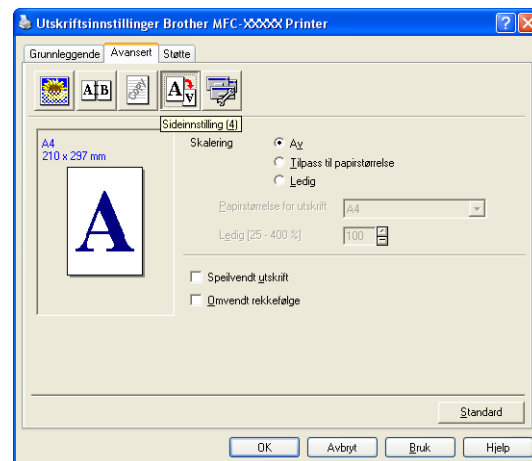 Utskriftsinnstillinger Brother MFC-XXXXX Printer
Grunnleggende Avansert Støtte
A B A A
Sideinnstilling (4)
A4
210 x 297 mm
A
Skalering Av
Tilpass til papirstørrelse
Ledig
Papirstørrelse for utskrift A4
Ledig [25 - 400 %] 100
Speilvendt utskrift
Omvendt rekkefølge
Standard
OK Avbryt Bruk Hjelp